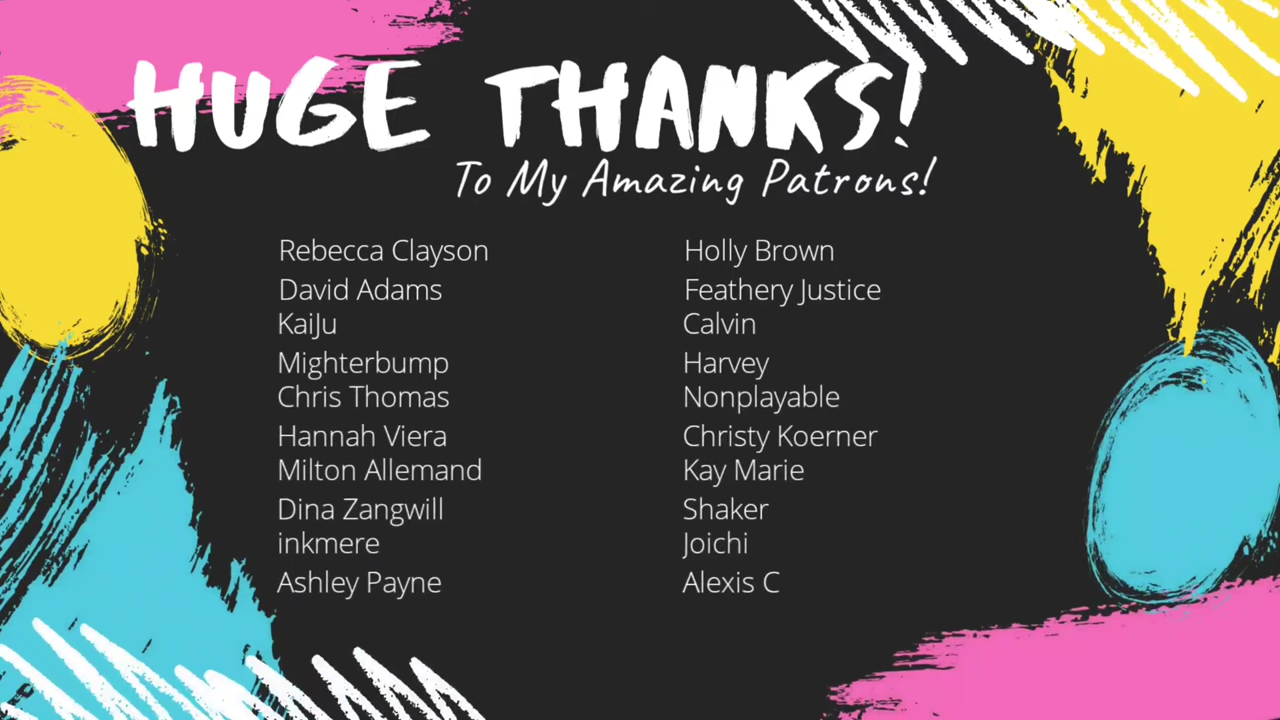 HUGE THANKS!
To My Amazing Patrons!
Rebecca Clayson
David Adams
KaiJu
Mighterbump
Chris Thomas
Hannah Viera
Milton Allemand
Dina Zangwill
inkmere
Ashley Payne
Holly Brown
Feathery Justice
Calvin
Harvey
Nonplayable
Christy Koerner
Kay Marie
Shaker
Joichi
Alexis C